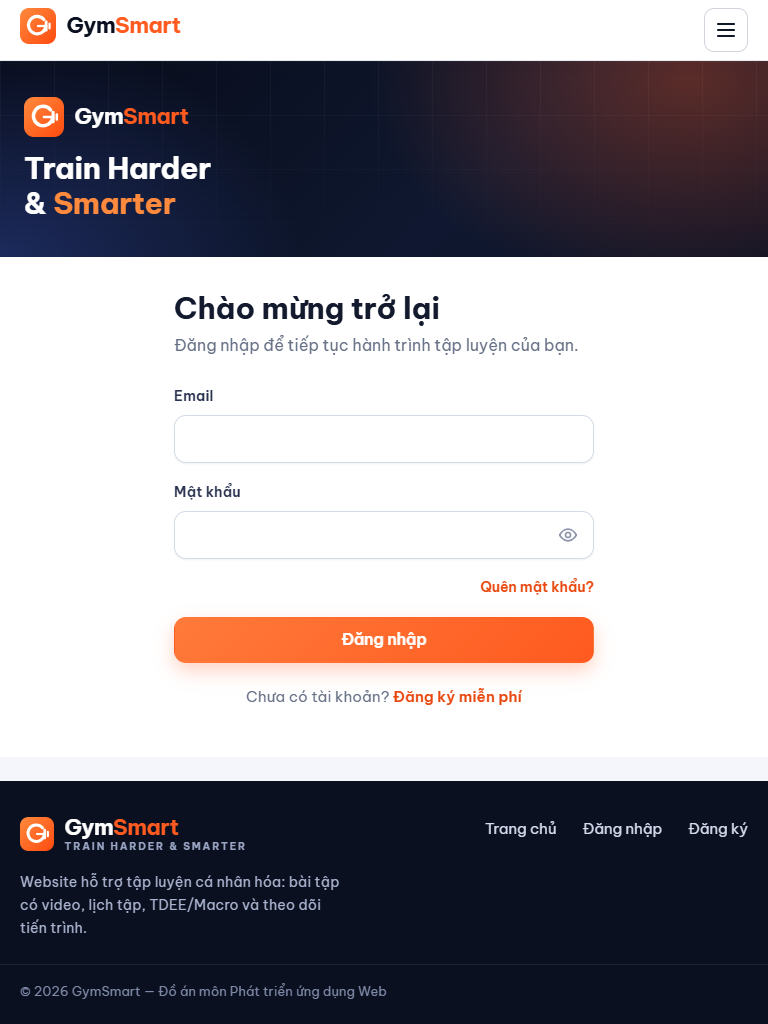 GymSmart
GymSmart
Train Harder
& Smarter
Chào mừng trở lại
Đăng nhập để tiếp tục hành trình tập luyện của bạn.
Email
Mật khẩu
Quên mật khẩu?
Đăng nhập
Chưa có tài khoản? Đăng ký miễn phí
GymSmart
TRAIN HARDER & SMARTER
Trang chủ Đăng nhập Đăng ký
Website hỗ trợ tập luyện cá nhân hóa: bài tập
có video, lịch tập, TDEE/Macro và theo dõi
tiến trình.
© 2026 GymSmart — Đồ án môn Phát triển ứng dụng Web